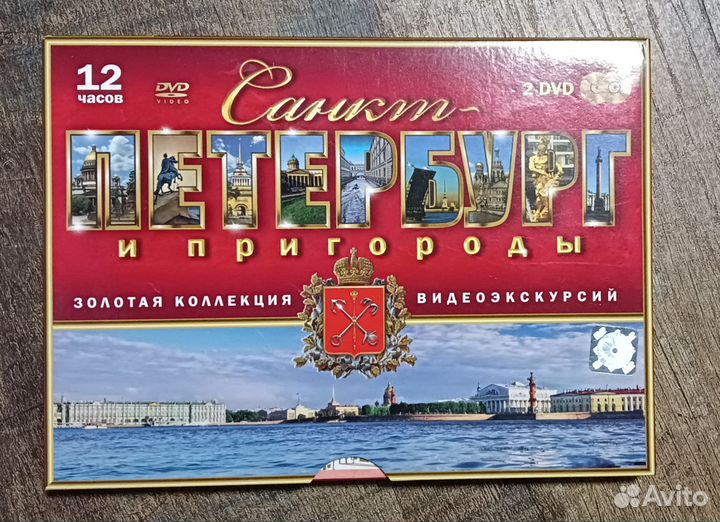 12
часов
DVD
VIDEO
Санкт-
2 DVD
ПЕТЕРБУРГ
и пригороды
ЗОЛОТАЯ КОЛЛЕКЦИЯ ВИДЕОЭКСКУРСИЙ
Avito